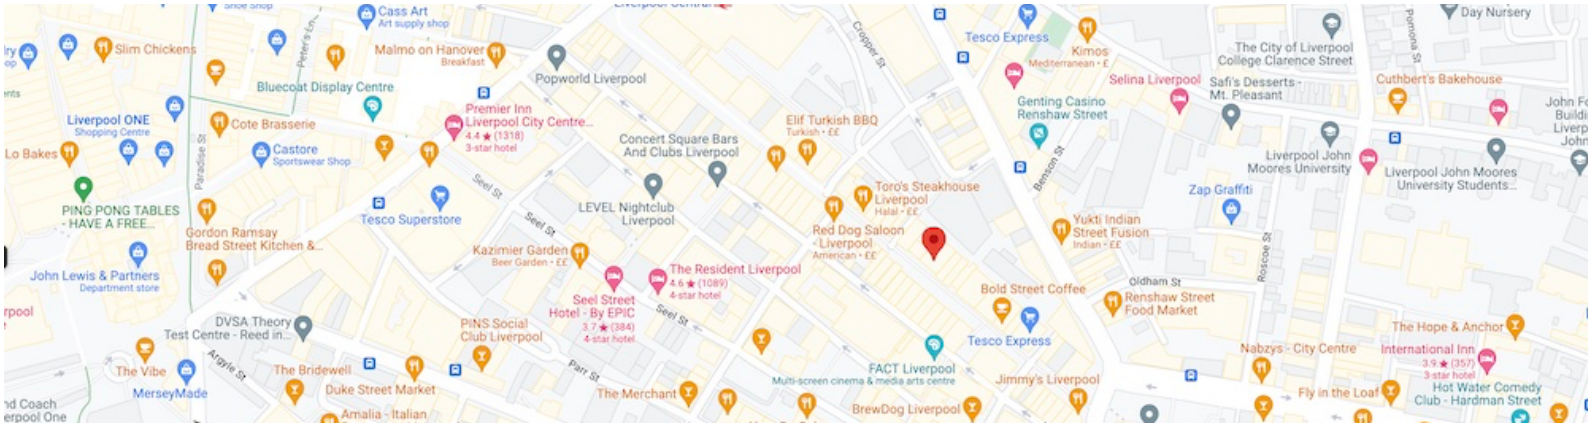 Shoe Shop
Cass Art
Art supply shop
Liverpool Central
Day Nursery
Slim Chickens
Peter's Ln
Malmo on Hanover
Breakfast
Popworld Liverpool
Cropper St
Tesco Express
Kimos
Mediterranean • £
The City of Liverpool
College Clarence Street
Pomona St
Bluecoat Display Centre
Selina Liverpool
Safi's Desserts -
Mt. Pleasant
Cuthbert's Bakehouse
Liverpool ONE
Shopping Centre
Cote Brasserie
Premier Inn
Liverpool City Centre...
4.4 ★ (1318)
3-star hotel
Genting Casino
Renshaw Street
Elif Turkish BBQ
Turkish • ££
Concert Square Bars
And Clubs Liverpool
Lo Bakes
Paradise St
Castore
Sportswear Shop
Benson St
Liverpool John
Moores University
Liverpool John Moores
University Students...
Seel St
Toro's Steakhouse
Liverpool
Halal • ££
Zap Graffiti
PING PONG TABLES
- HAVE A FREE...
Tesco Superstore
LEVEL Nightclub
Liverpool
Seel St
Gordon Ramsay
Bread Street Kitchen &...
Red Dog Saloon
- Liverpool
American • ££
Yukti Indian
Street Fusion
Indian • ££
Roscoe St
Kazimier Garden
Beer Garden • ££
John Lewis & Partners
Department store
The Resident Liverpool
4.6 ★ (1089)
4-star hotel
Oldham St
Bold Street Coffee
Renshaw Street
Food Market
Seel Street
Hotel - By EPIC
3.7 ★ (384)
4-star hotel
Seel St
DVSA Theory
Test Centre - Reed in...
PINS Social
Club Liverpool
Tesco Express
The Hope & Anchor
Nabzys - City Centre
International Inn
3.9 ★ (357)
3-star hotel
Argyle St
The Vibe
MerseyMade
The Bridewell
Duke Street Market
Parr St
FACT Liverpool
Multi-screen cinema & media arts centre
Jimmy's Liverpool
The Merchant
BrewDog Liverpool
Fly in the Loaf
Hot Water Comedy
Club - Hardman Street
Amalia - Italian